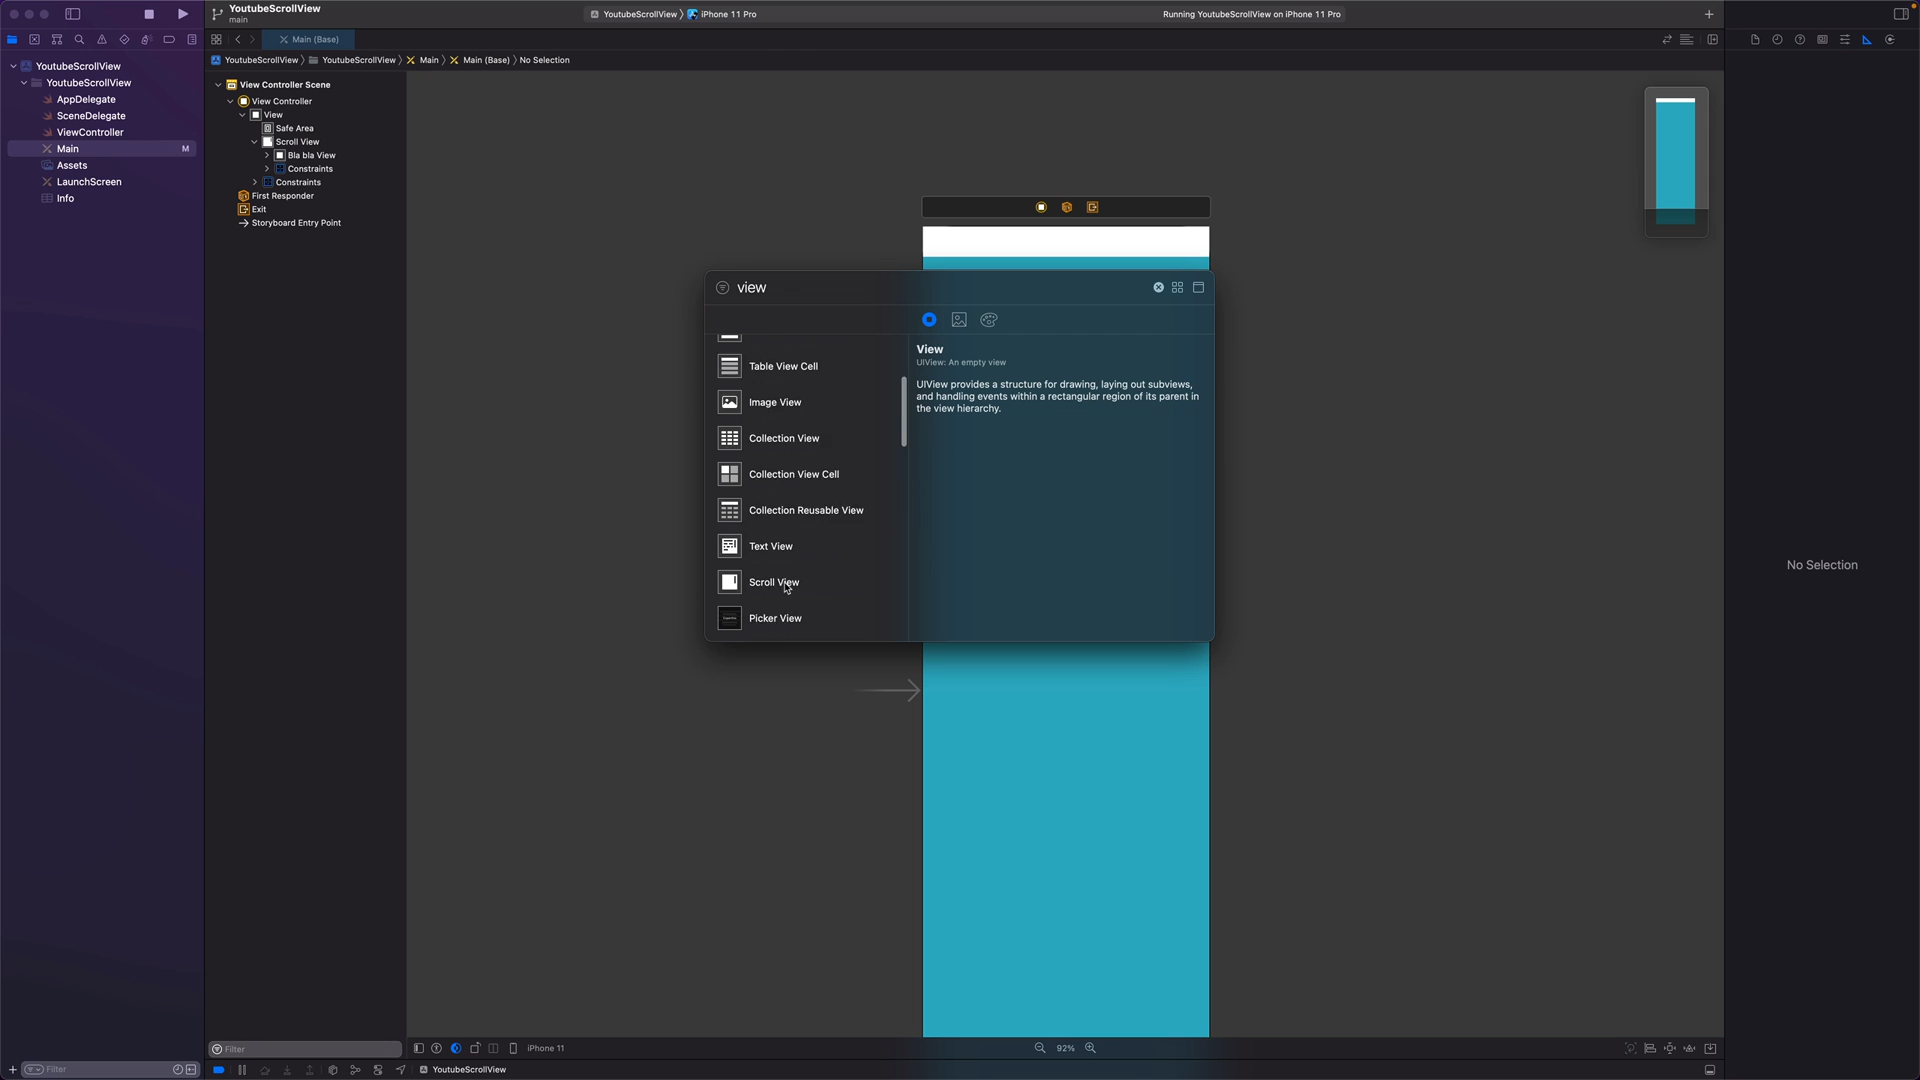 YoutubeScrollView
main
YoutubeScrollView
iPhone 11 Pro
Running YoutubeScrollView on iPhone 11 Pro
Main (Base)
YoutubeScrollView
YoutubeScrollView
Main
Main (Base)
No Selection
YoutubeScrollView
YoutubeScrollView
AppDelegate
SceneDelegate
ViewController
Main
M
Assets
LaunchScreen
Info
View Controller Scene
View Controller
View
Safe Area
Scroll View
Bla bla View
Constraints
Constraints
First Responder
Exit
Storyboard Entry Point
view
Table View Cell
Image View
Collection View
Collection View Cell
Collection Reusable View
Text View
Scroll View
Picker View
View
UIView: An empty view
UIView provides a structure for drawing, laying out subviews,
and handling events within a rectangular region of its parent in
the view hierarchy.
No Selection
Filter
iPhone 11
92%
Filter
YoutubeScrollView